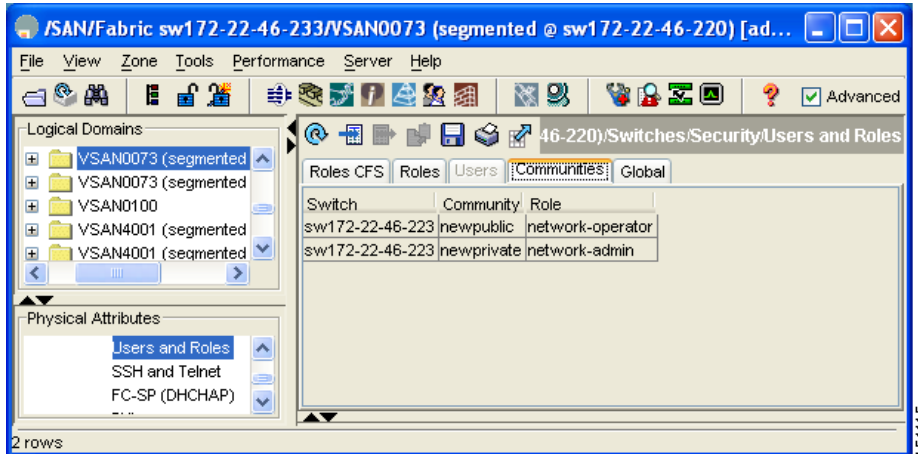 /SAN/Fabric sw172-22-46-233/VSAN0073 (segmented @ sw172-22-46-220) [ad...
File View Zone Tools Performance Server Help
Advanced
Logical Domains
VSAN0073 (segmented
VSAN0073 (segmented
VSAN0100
VSAN4001 (segmented
VSAN4001 (segmented
Physical Attributes
Users and Roles
SSH and Telnet
FC-SP (DHCHAP)
46-220)/Switches/Security/Users and Roles
Roles CFS Roles Users Communities Global
Switch Community Role
sw172-22-46-223 newpublic network-operator
sw172-22-46-223 newprivate network-admin
2 rows